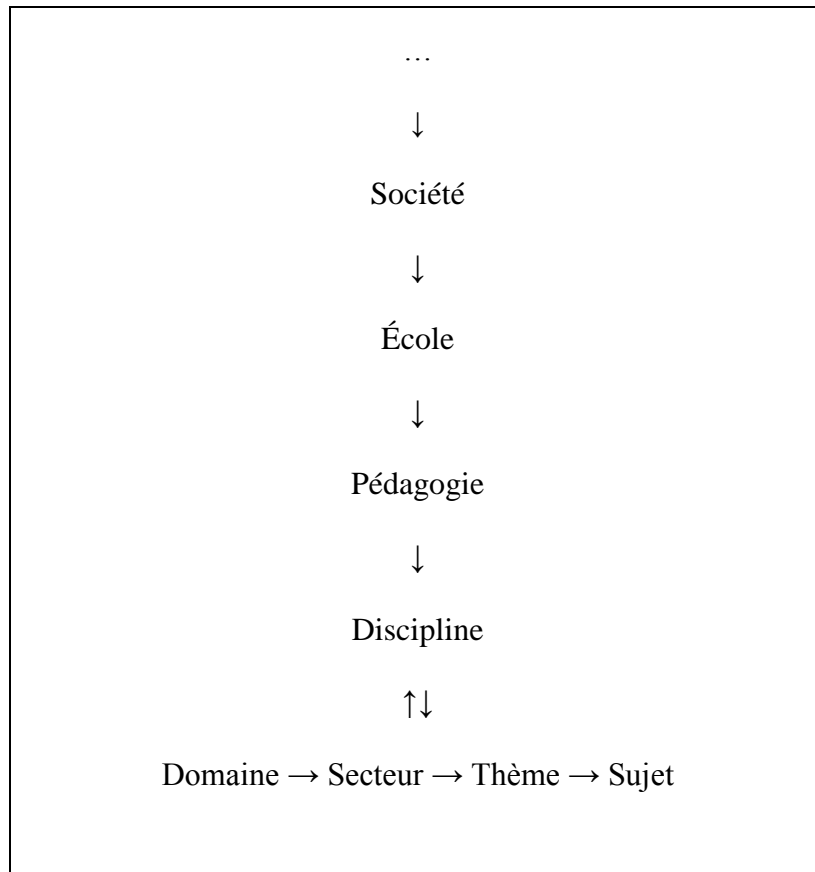 …
↓
Société
↓
École
↓
Pédagogie
↓
Discipline
↑↓
Domaine → Secteur → Thème → Sujet